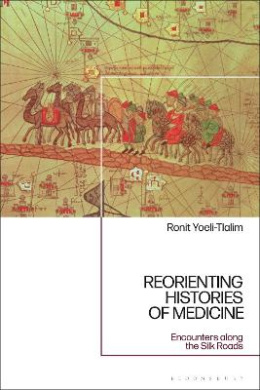 Ronit Yoeli-Tlalim
REORIENTING
HISTORIES
OF MEDICINE
Encounters along
the Silk Roads
BLOOMSBURY